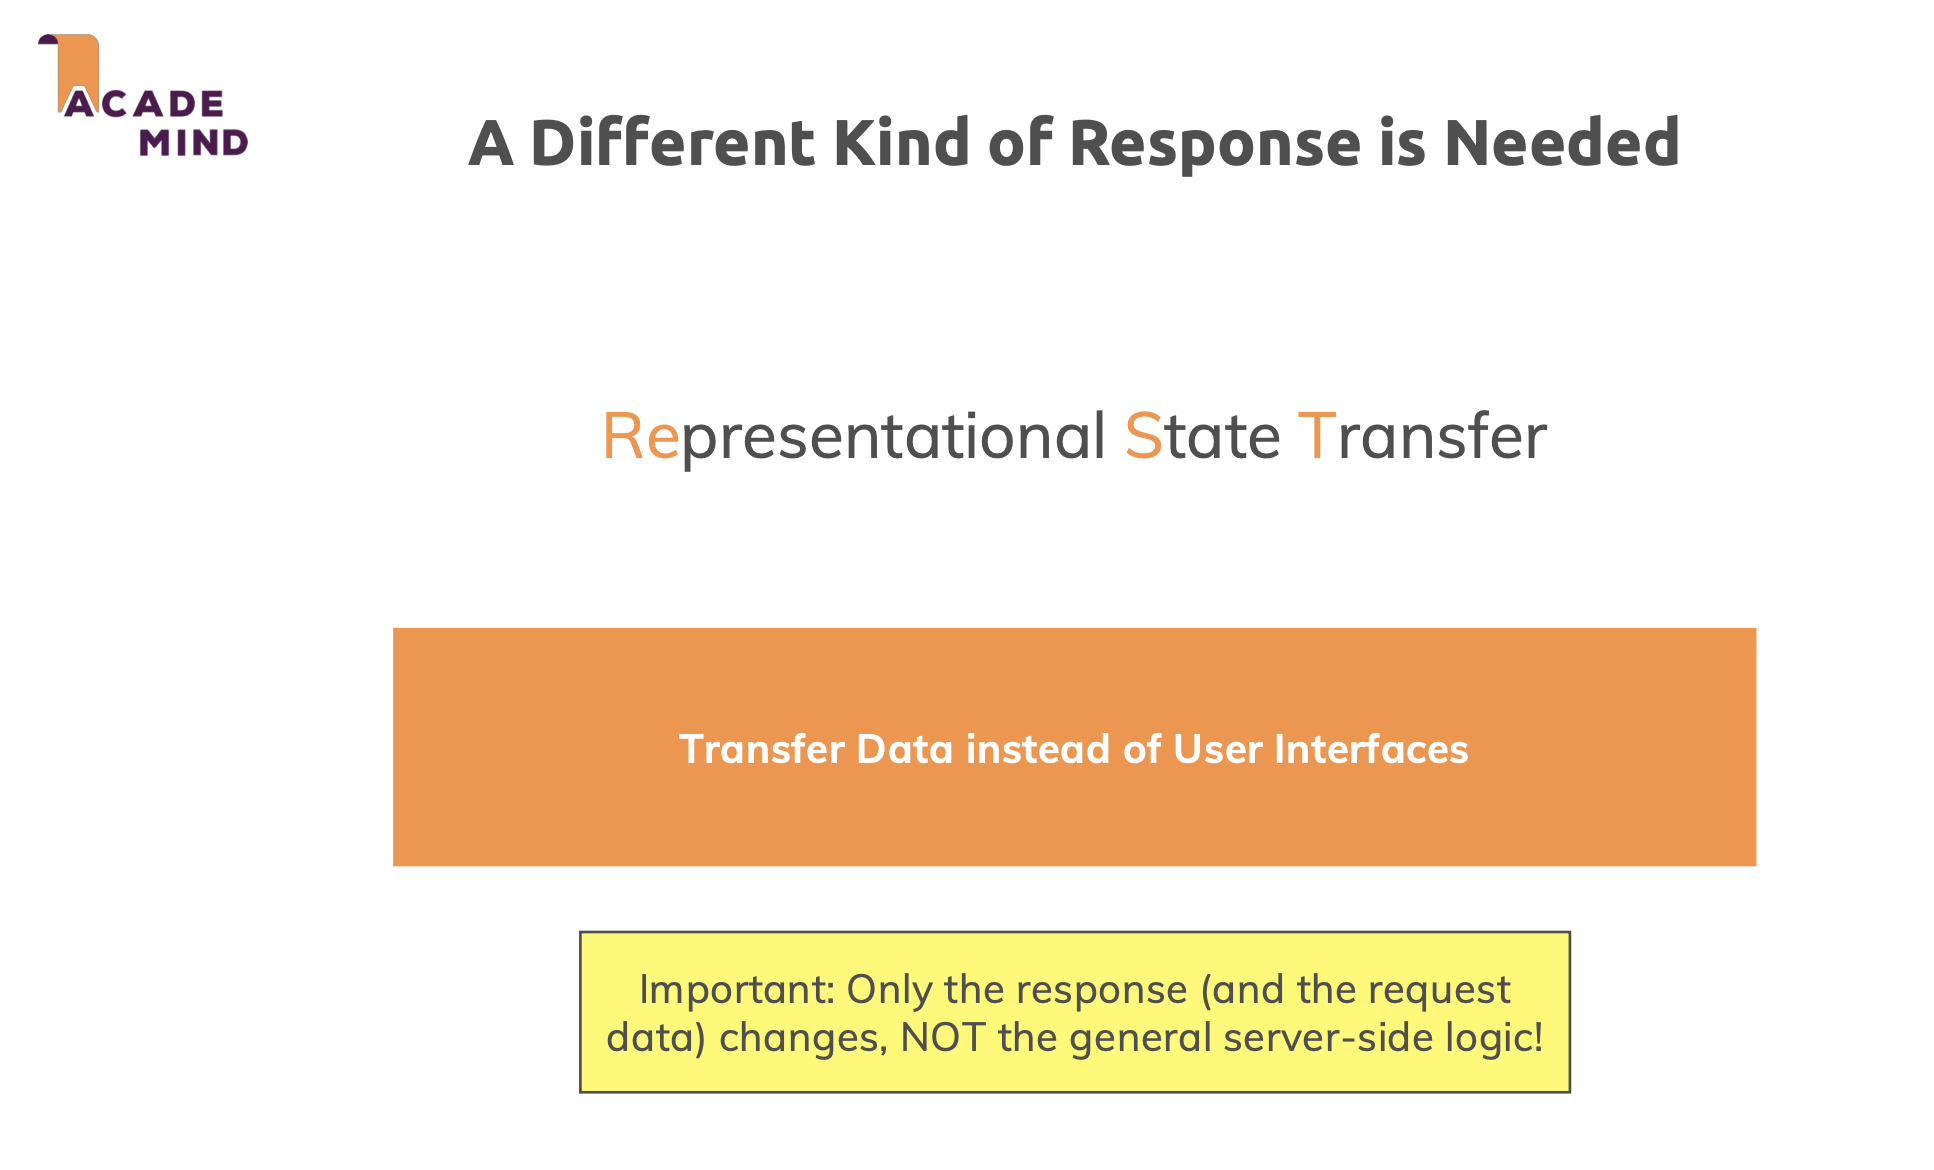 ACADE
MIND
A Different Kind of Response is Needed
Representational State Transfer
Transfer Data instead of User Interfaces
Important: Only the response (and the request
data) changes, NOT the general server-side logic!